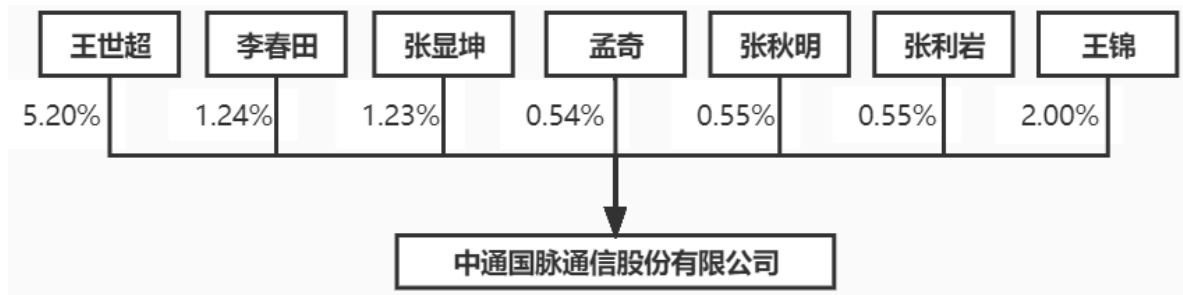 王世超 李春田 张显坤 孟奇 张秋明 张利岩 王锦
5.20% 1.24% 1.23% 0.54% 0.55% 0.55% 2.00%
中通国脉通信股份有限公司